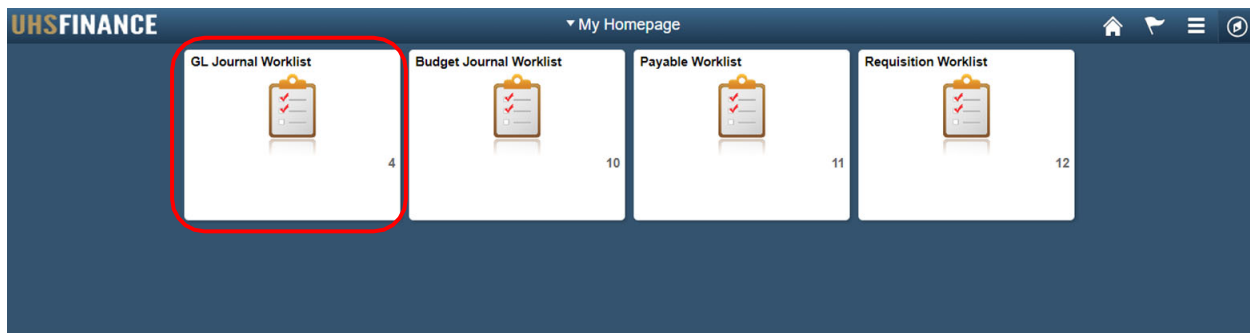 UHSFINANCE
My Homepage
GL Journal Worklist
4
Budget Journal Worklist
10
Payable Worklist
11
Requisition Worklist
12